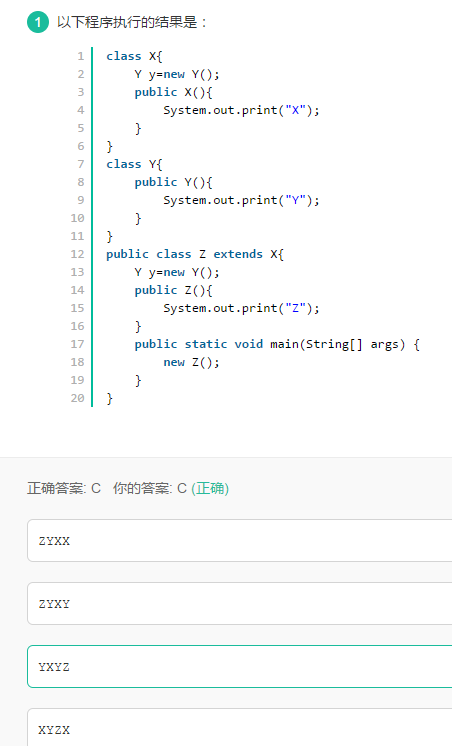 1 以下程序执行的结果是：
1 class X{
2     Y y=new Y();
3     public X(){
4         System.out.print("X");
5     }
6 }
7 class Y{
8     public Y(){
9         System.out.print("Y");
10     }
11 }
12 public class Z extends X{
13     Y y=new Y();
14     public Z(){
15         System.out.print("Z");
16     }
17     public static void main(String[] args) {
18         new Z();
19     }
20 }
正确答案: C 你的答案: C (正确)
ZYXX
ZYXY
YXYZ
XYZX